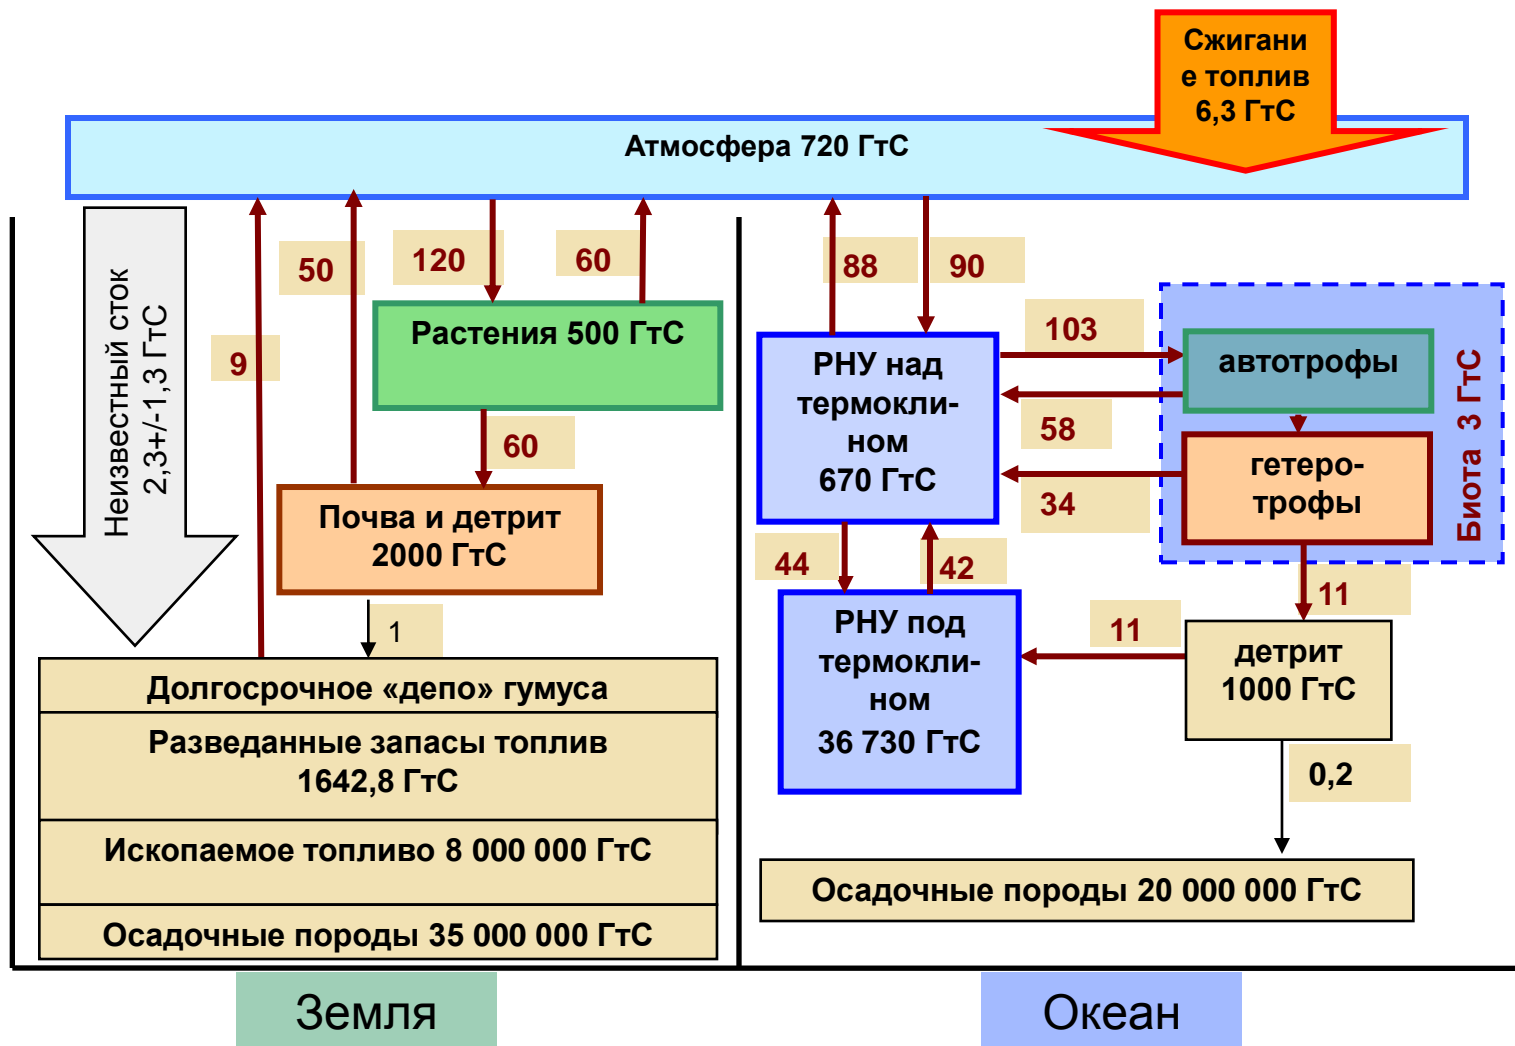 Сжигани
е топлив
6,3 ГтС
Атмосфера 720 ГтС
Неизвестный сток
2,3+/-1,3 ГтС
9
50
120
60
Растения 500 ГтС
60
Почва и детрит
2000 ГтС
1
Долгосрочное «депо» гумуса
Разведанные запасы топлив
1642,8 ГтС
Ископаемое топливо 8 000 000 ГтС
Осадочные породы 35 000 000 ГтС
Земля
88
90
РНУ над
термокли-
ном
670 ГтС
103
58
34
автотрофы
гетеро-
трофы
Биота 3 ГтС
44
42
РНУ под
термокли-
ном
36 730 ГтС
11
11
детрит
1000 ГтС
0,2
Осадочные породы 20 000 000 ГтС
Океан